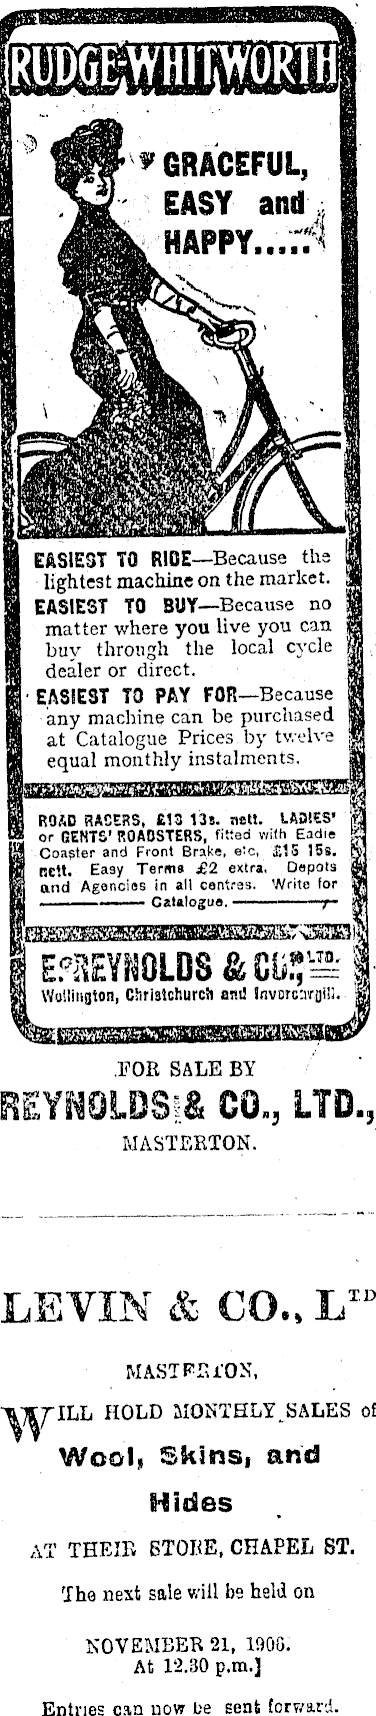 RUDGE-WHITWORTH
GRACEFUL,
EASY and
HAPPY.....
EASIEST TO RIDE—Because the
lightest machine on the market.
EASIEST TO BUY—Because no
matter where you live you can
buy through the local cycle
dealer or direct.
EASIEST TO PAY FOR—Because
any machine can be purchased
at Catalogue Prices by twelve
equal monthly instalments.
ROAD RACERS, £13 13s. nett. LADIES'
or GENTS' ROADSTERS, fitted with Eadie
Coaster and Front Brake, etc, £15 15s.
nett. Easy Terms £2 extra. Depots
and Agencies in all centres. Write for
Catalogue.
E. REYNOLDS & CO., LTD.
Wellington, Christchurch and Invercargill.
FOR SALE BY
REYNOLDS & CO., LTD.,
MASTERTON.
LEVIN & CO., LTD
MASTERTON,
WILL HOLD MONTHLY SALES of
Wool, Skins, and
Hides
AT THEIR STORE, CHAPEL ST.
The next sale will be held on
NOVEMBER 21, 1906.
At 12.30 p.m.]
Entries can now be sent forward.